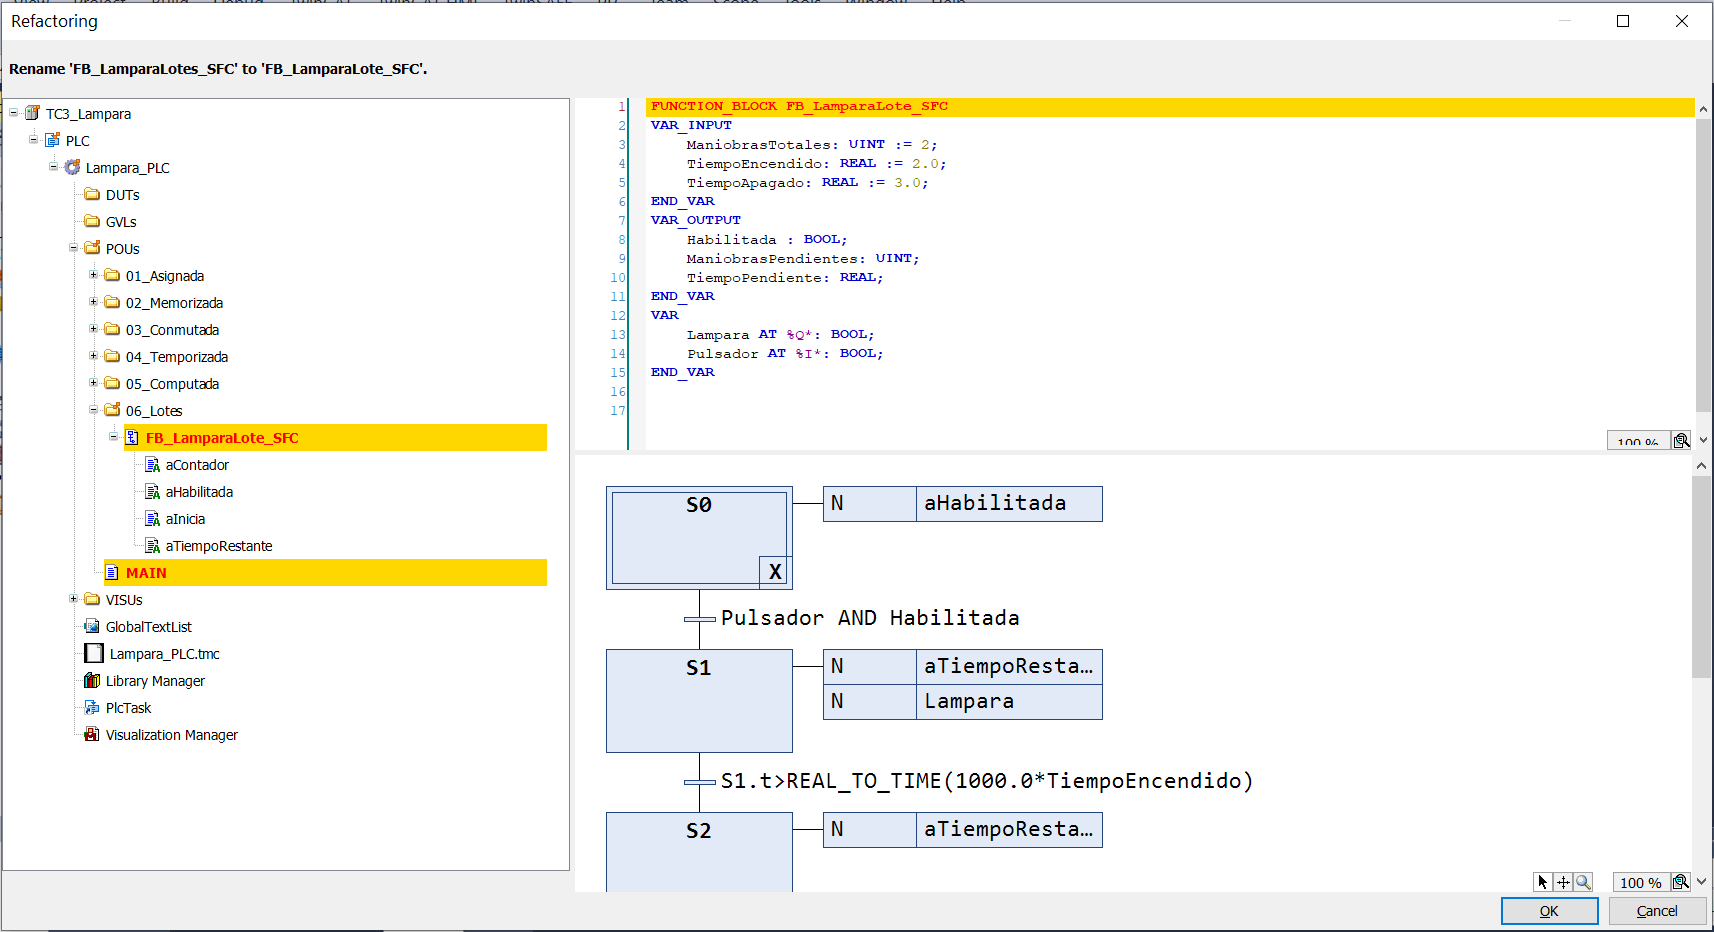 Refactoring
Rename 'FB_LamparaLotes_SFC' to 'FB_LamparaLote_SFC'.
TC3_Lampara
PLC
Lampara_PLC
DUTs
GVLs
POUs
01_Asignada
02_Memorizada
03_Conmutada
04_Temporizada
05_Computada
06_Lotes
FB_LamparaLote_SFC
aContador
aHabilitada
aInicia
aTiempoRestante
MAIN
VISUs
GlobalTextList
Lampara_PLC.tmc
Library Manager
PlcTask
Visualization Manager
1 FUNCTION_BLOCK FB_LamparaLote_SFC
2 VAR_INPUT
3 ManiobrasTotales: UINT := 2;
4 TiempoEncendido: REAL := 2.0;
5 TiempoApagado: REAL := 3.0;
6 END_VAR
7 VAR_OUTPUT
8 Habilitada : BOOL;
9 ManiobrasPendientes: UINT;
10 TiempoPendiente: REAL;
11 END_VAR
12 VAR
13 Lampara AT %Q*: BOOL;
14 Pulsador AT %I*: BOOL;
15 END_VAR
16
17
100 %
S0
N aHabilitada
X
Pulsador AND Habilitada
S1
N aTiempoResta...
N Lampara
S1.t>REAL_TO_TIME(1000.0*TiempoEncendido)
S2
N aTiempoResta...
100 %
OK
Cancel